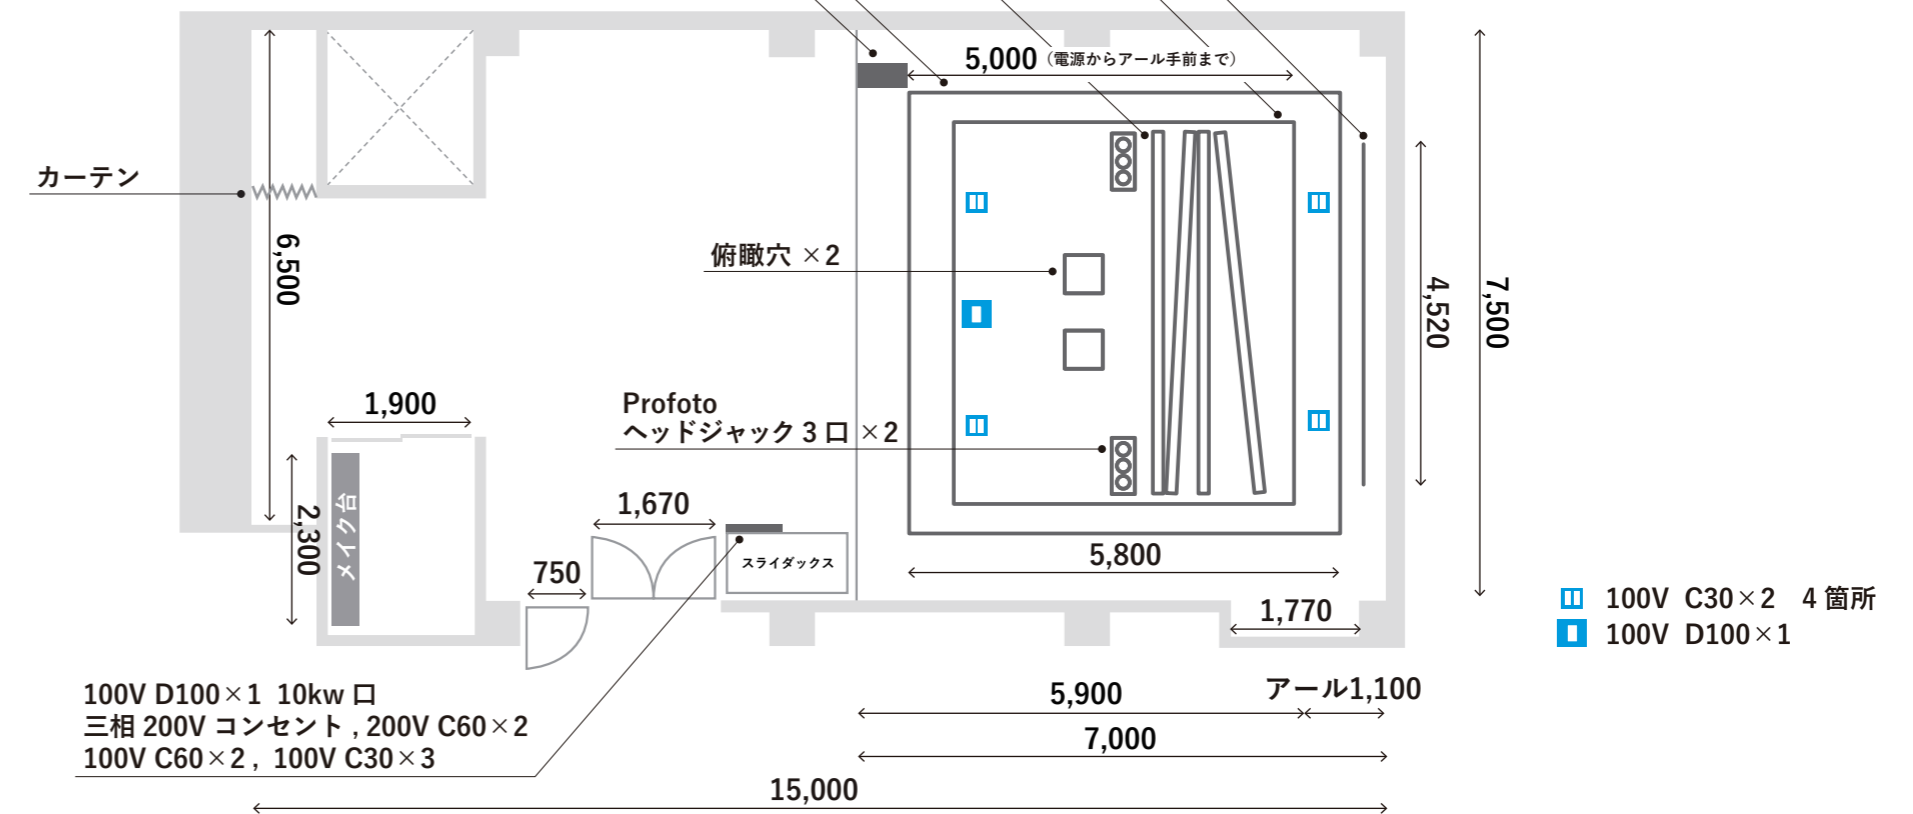 5,000（電源からアール手前まで）
カーテン
6,500
俯瞰穴 ×2
4,520
7,500
1,900
Profoto
ヘッドジャック 3 口 ×2
メイク台
2,300
1,670
750
スライダックス
5,800
1,770
100V C30×2 4 箇所
100V D100×1
100V D100×1 10kw 口
三相 200V コンセント , 200V C60×2
100V C60×2 , 100V C30×3
5,900
アール1,100
7,000
15,000